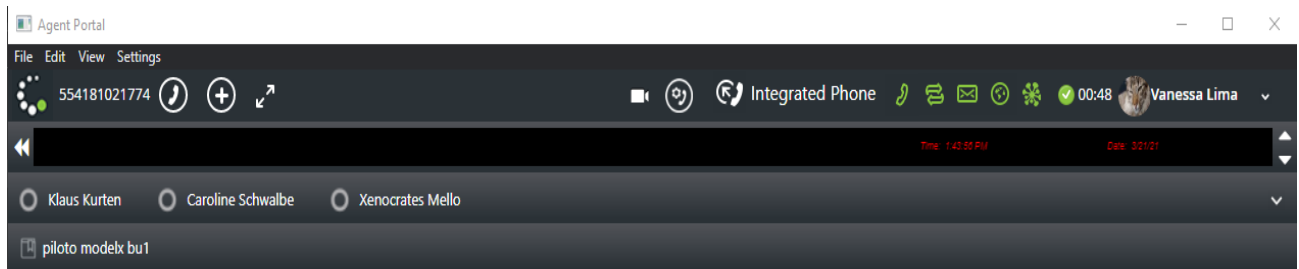 Agent Portal
File Edit View Settings
554181021774 Integrated Phone 00:48 Vanessa Lima
Time: 1:43:56 PM Date: 3/21/21
Klaus Kurten Caroline Schwalbe Xenocrates Mello
piloto modelx bu1